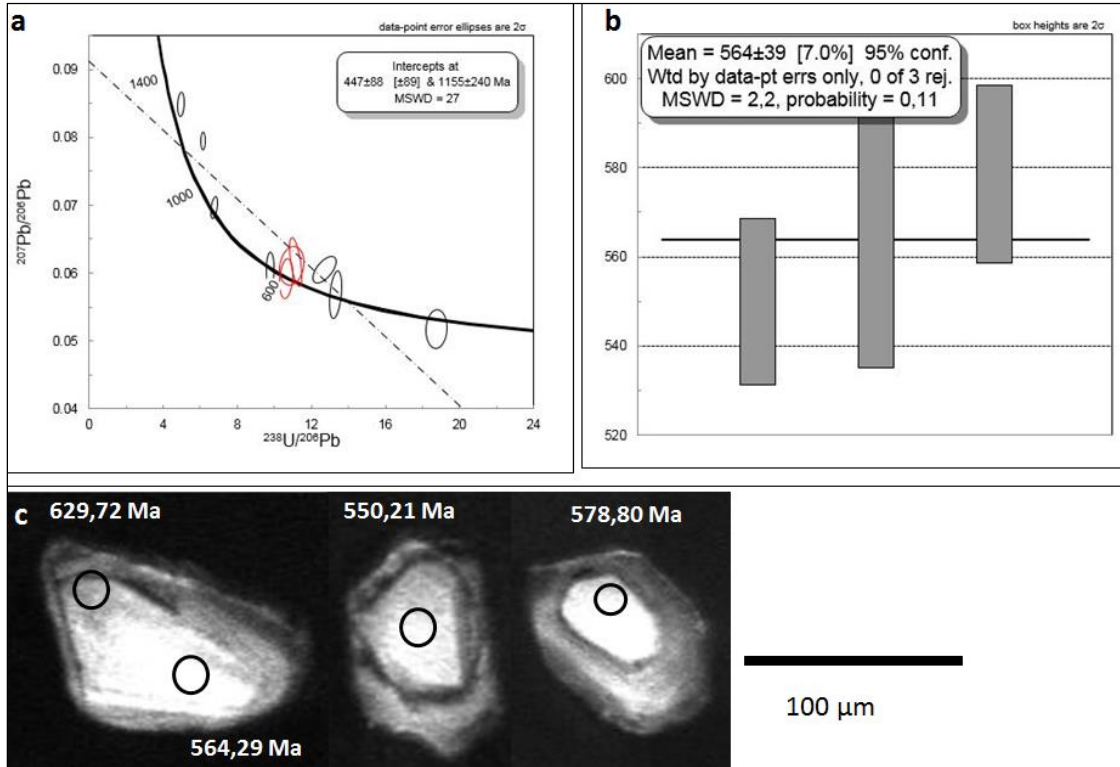 a
data-point error ellipses are 2σ
Intercepts at
447±88 [±89] & 1155±240 Ma
MSWD = 27
0.09
0.08
0.07
0.06
0.05
0.04
1400
1000
600
0
4
8
12
16
20
24
207Pb/206Pb
238U/206Pb
b
box heights are 2σ
Mean = 564±39 [7.0%] 95% conf.
Wtd by data-pt errs only, 0 of 3 rej.
MSWD = 2,2, probability = 0,11
600
580
560
540
520
c
629,72 Ma
550,21 Ma
578,80 Ma
564,29 Ma
100 µm